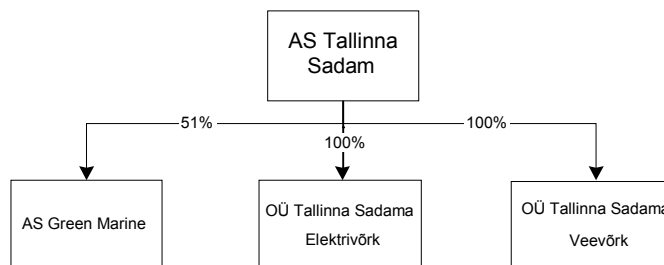 AS Tallinna
Sadam
51%
100%
100%
AS Green Marine
OÜ Tallinna Sadama
Elektrivõrk
OÜ Tallinna Sadama
Veevõrk